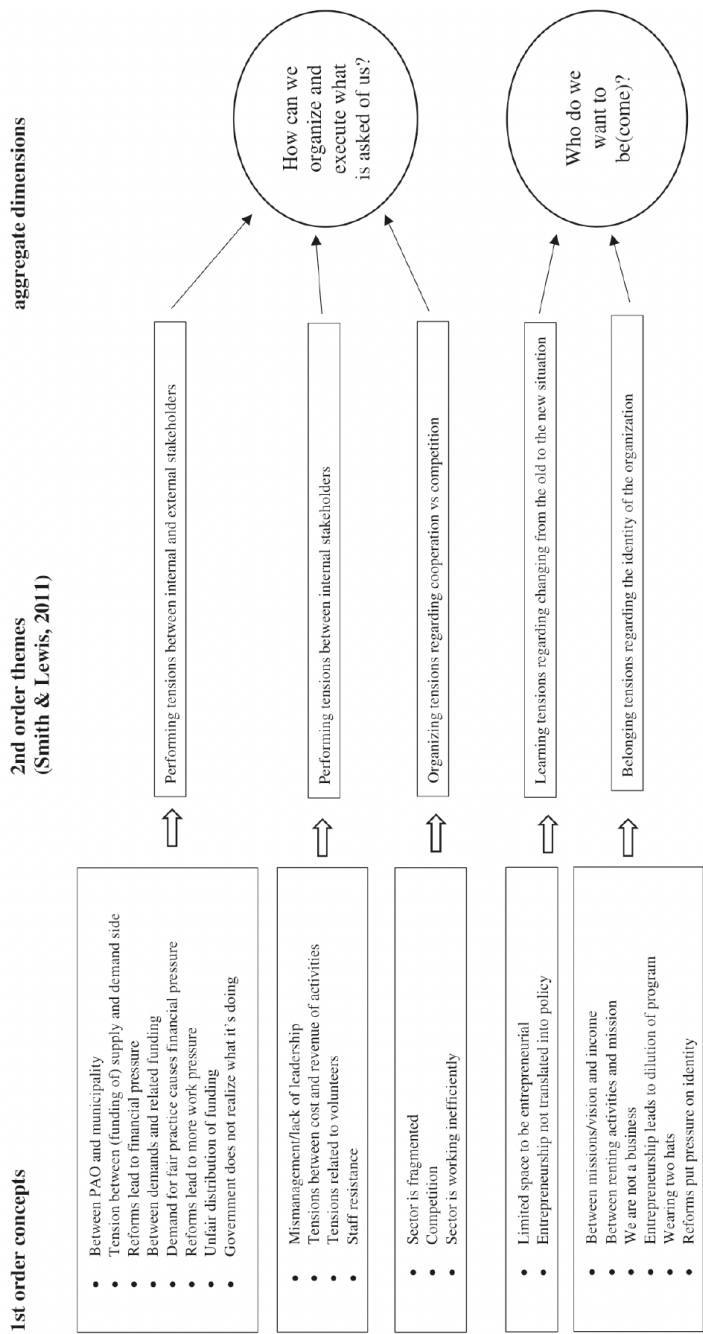 1st order concepts
2nd order themes
(Smith & Lewis, 2011)
aggregate dimensions
• Between PAO and municipality
• Tension between (funding of) supply and demand side
• Reforms lead to financial pressure
• Between demands and related funding
• Demand for fair practice causes financial pressure
• Reforms lead to more work pressure
• Unfair distribution of funding
• Government does not realize what it`s doing
Performing tensions between internal and external stakeholders
• Mismanagement/lack of leadership
• Tensions between cost and revenue of activities
• Tensions related to volunteers
• Staff resistance
Performing tensions between internal stakeholders
• Sector is fragmented
• Competition
• Sector is working inefficiently
Organizing tensions regarding cooperation vs competition
How can we
organize and
execute what
is asked of us?
• Limited space to be entrepreneurial
• Entrepreneurship not translated into policy
Learning tensions regarding changing from the old to the new situation
• Between missions/vision and income
• Between renting activities and mission
• We are not a business
• Entrepreneurship leads to dilution of program
• Wearing two hats
• Reforms put pressure on identity
Belonging tensions regarding the identity of the organization
Who do we
want to
be(come)?